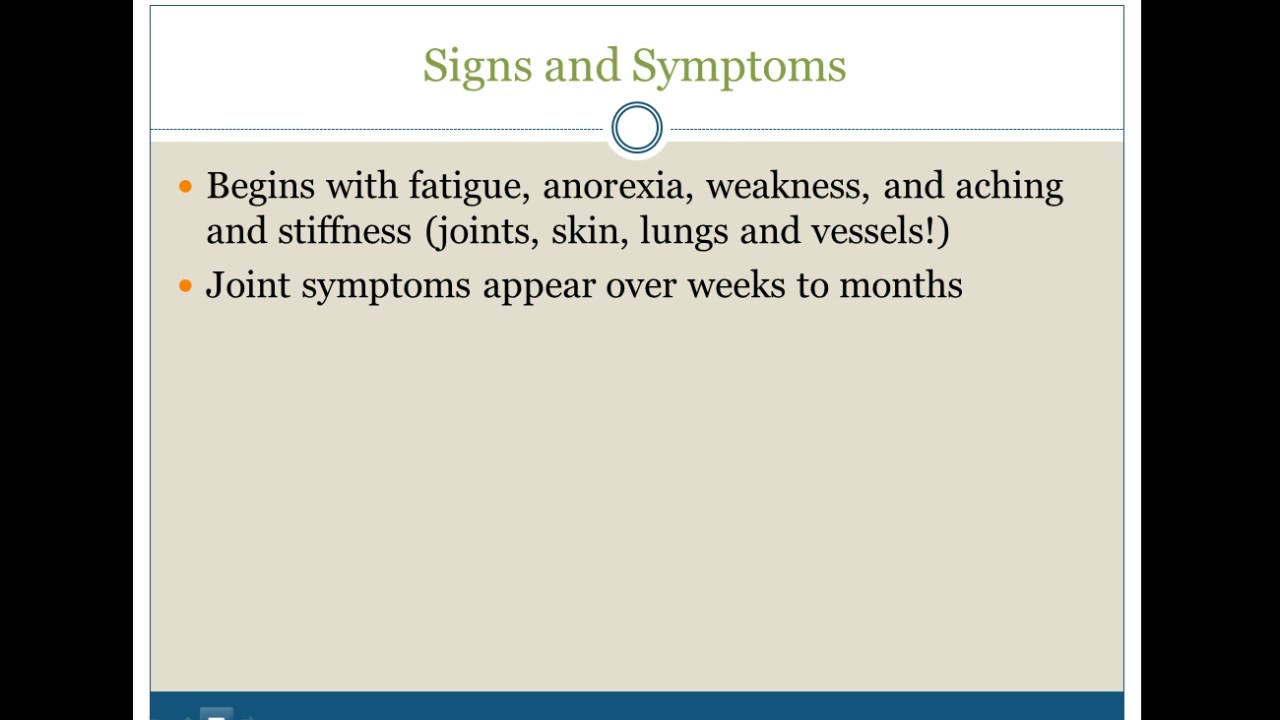 Signs and Symptoms
• Begins with fatigue, anorexia, weakness, and aching
and stiffness (joints, skin, lungs and vessels!)
• Joint symptoms appear over weeks to months